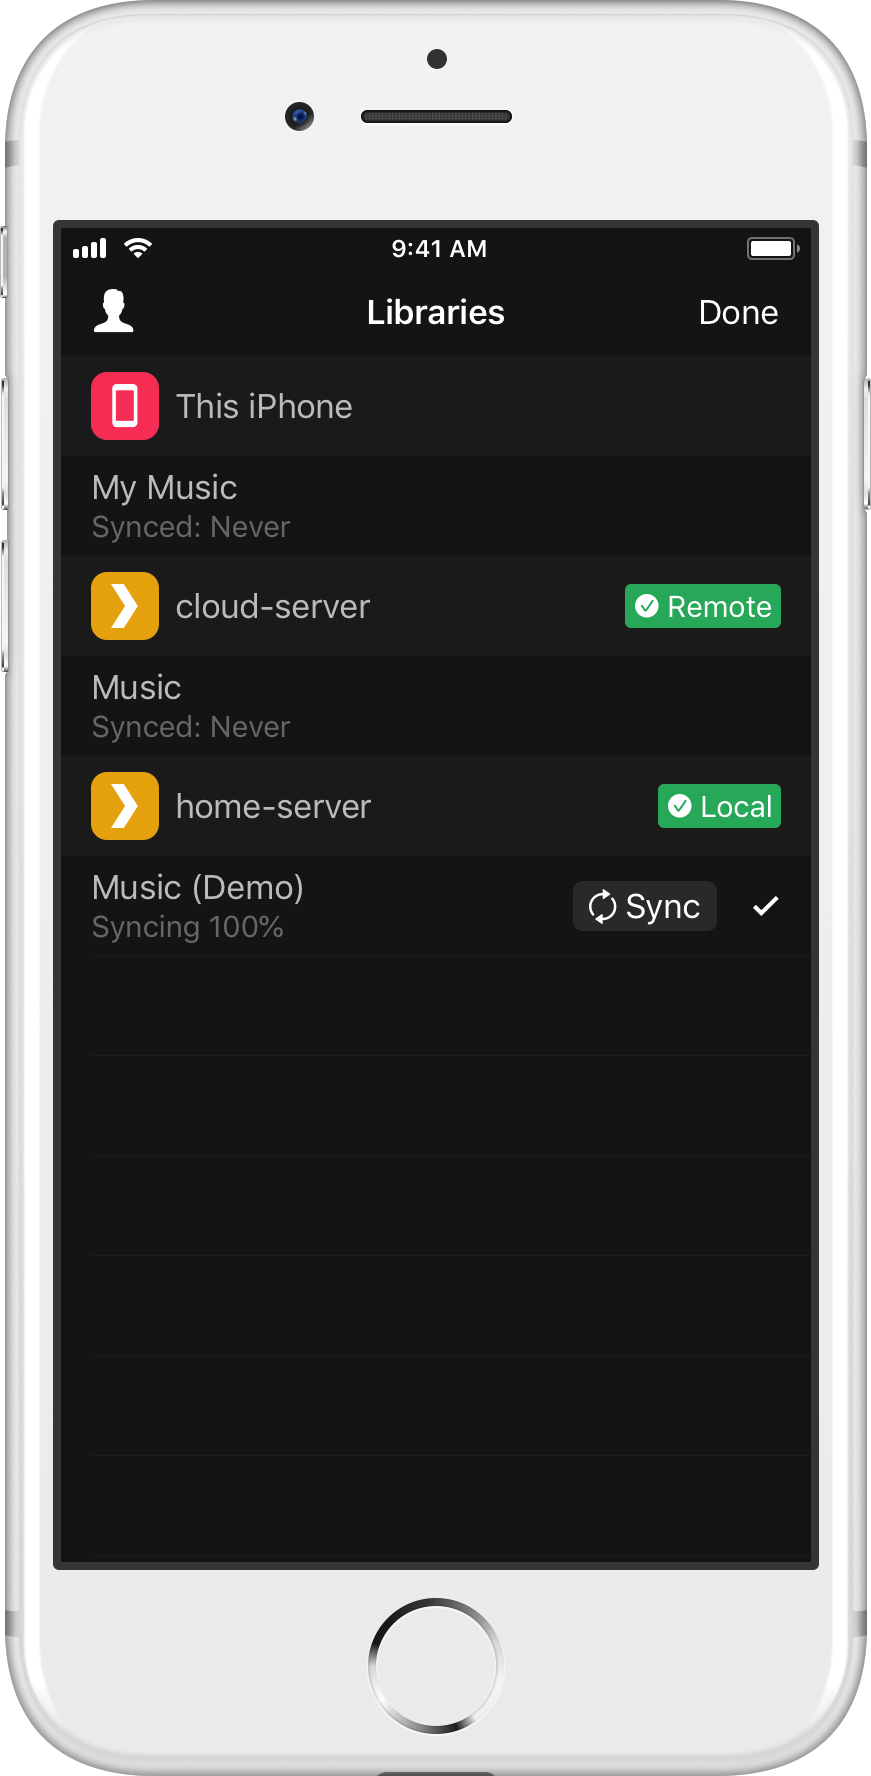 9:41 AM
Libraries
Done
This iPhone
My Music
Synced: Never
cloud-server
Remote
Music
Synced: Never
home-server
Local
Music (Demo)
Syncing 100%
Sync